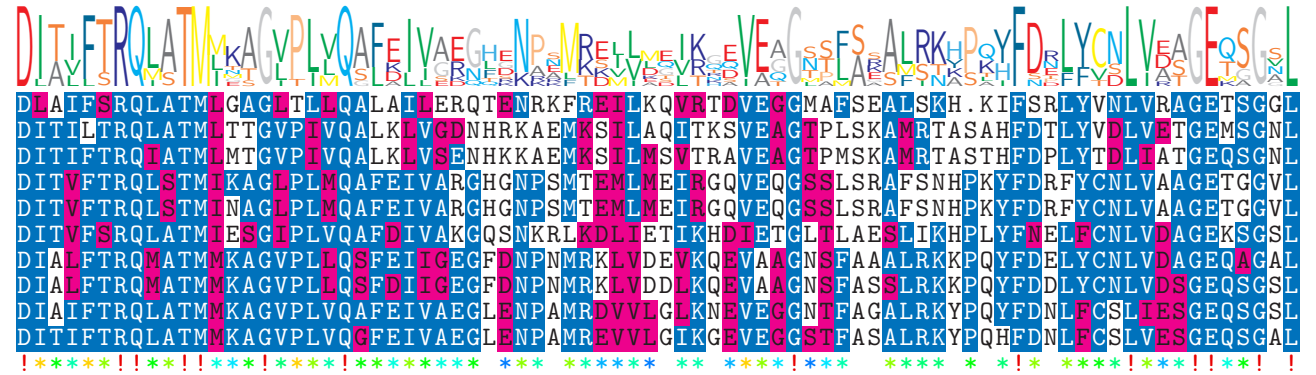 DLAIFSRQLATMLGAGLTLLQALAILERQTENRKFREILKQVRTDVEGGMAFSEALSKH.KIFSRLYVNLVRAGETSGGL
DITILTRQLATMLTTGVPIVQALKLVGDNHRKAEMKSILAQITKSVEAGTPLSKAMRTASAHFDTLYVDLVETGEMSGNL
DITIFTRQIATMLMTGVPIVQALKLVSENHKKAEMKSILMSVTRAVEAGTPMSKAMRTASTHFDPLYTDLIATGEQSGNL
DITVFTRQLSTMIKAGLPLMQAFEIVARGHGNPSMTEMLMEIRGQVEQGSSLSRAFSNHPKYFDRFYCNLVAAGETGGVL
DITVFTRQLSTMINAGLPLMQAFEIVARGHGNPSMTEMLMEIRGQVEQGSSLSRAFSNHPKYFDRFYCNLVAAGETGGVL
DITVFSRQLATMIESGIPLVQAFDIVAKGQSNKRLKDLIETIKHDIETGLTLAESLIKHPLYFNELFCNLVDAGEKSGSL
DIALFTRQMATMMKAGVPLLQSFEIIGEGFDNPNMRKLVDEVKQEVAAGNSFAAALRKKPQYFDELYCNLVDAGEQAGAL
DIALFTRQMATMMKAGVPLLQSFDIIGEGFDNPNMRKLVDDLKQEVAAGNSFASSLRKKPQYFDDLYCNLVDSGEQSGSL
DIAIFTRQLATMMKAGVPLVQAFEIVAEGLENPAMRDVVLGLKNEVEGGNTFAGALRKYPQYFDNLFCSLIESGEQSGSL
DITIFTRQLATMMKAGVPLVQGFEIVAEGLENPAMREVVLGIKGEVEGGSTFASALRKYPQHFDNLFCSLVESGEQSGAL